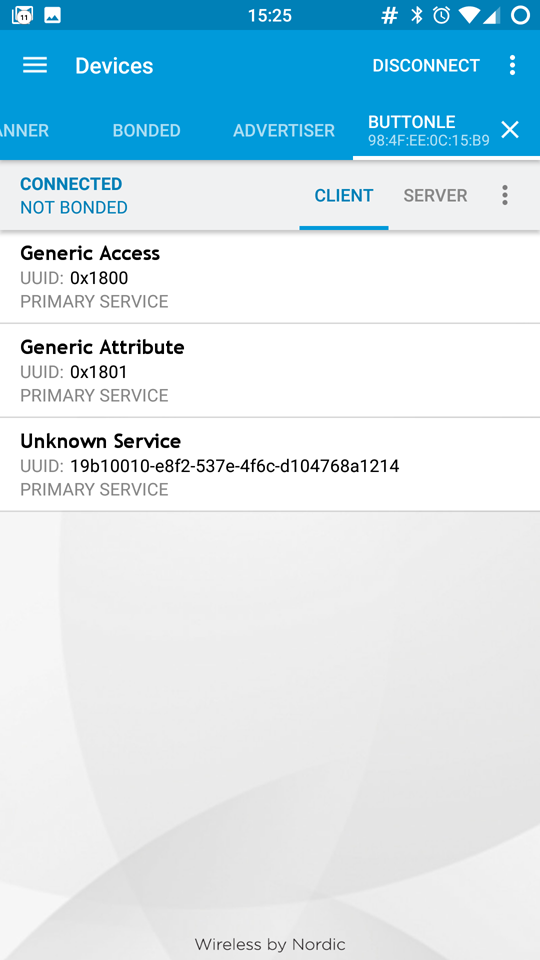 11
15:25
Devices
DISCONNECT
ANNER
BONDED
ADVERTISER
BUTTONLE
98:4F:EE:0C:15:B9
CONNECTED
NOT BONDED
CLIENT
SERVER
Generic Access
UUID: 0x1800
PRIMARY SERVICE
Generic Attribute
UUID: 0x1801
PRIMARY SERVICE
Unknown Service
UUID: 19b10010-e8f2-537e-4f6c-d104768a1214
PRIMARY SERVICE
Wireless by Nordic